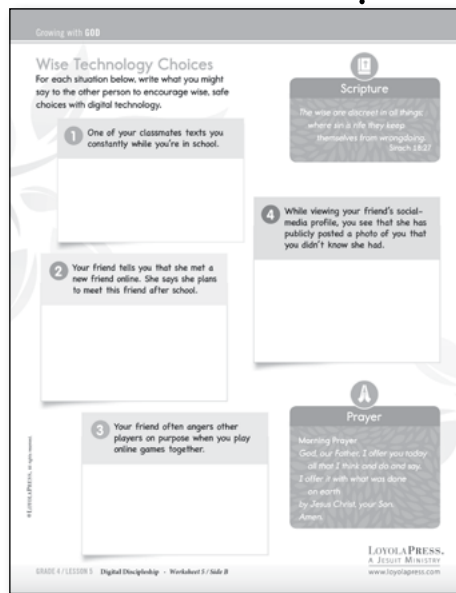 Growing with GOD
Wise Technology Choices
For each situation below, write what you might
say to the other person to encourage wise, safe
choices with digital technology.
1 One of your classmates texts you
constantly while you're in school.
2 Your friend tells you that she met a
new friend online. She says she plans
to meet this friend after school.
3 Your friend often angers other
players on purpose when you play
online games together.
Scripture
The wise are discreet in all things;
where sin is rife they keep
themselves from wrongdoing.
Sirach 18:27
4 While viewing your friend's social-
media profile, you see that she has
publicly posted a photo of you that
you didn't know she had.
Prayer
Morning Prayer
God, our Father, I offer you today
all that I think and do and say.
I offer it with what was done
on earth
by Jesus Christ, your Son.
Amen.
© LOYOLA PRESS. All rights reserved.
GRADE 4 / LESSON 5 Digital Discipleship - Worksheet 5 / Side B
LOYOLA PRESS.
A JESUIT MINISTRY
www.loyolapress.com